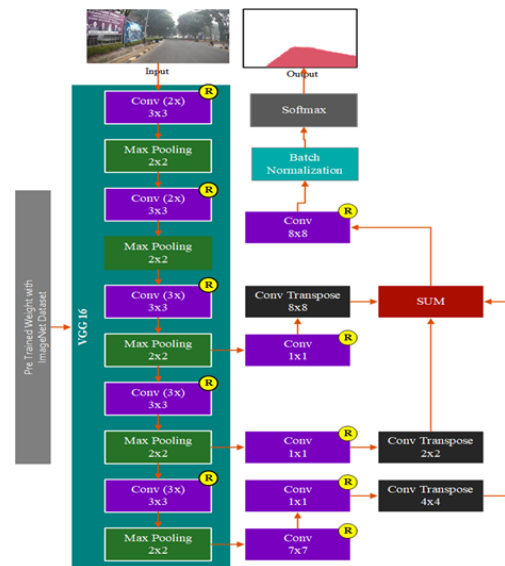 Input
Output
R
Conv (2x)
3x3
Softmax
Max Pooling
2x2
Batch
Normalization
R
Conv (2x)
3x3
R
Conv
8x8
Max Pooling
2x2
Pre Trained Weight with
ImageNet Dataset
VGG 16
R
Conv (3x)
3x3
Conv Transpose
8x8
SUM
Max Pooling
2x2
R
Conv
1x1
R
Conv (3x)
3x3
Max Pooling
2x2
R
Conv
1x1
Conv Transpose
2x2
R
Conv (3x)
3x3
R
Conv
1x1
Conv Transpose
4x4
Max Pooling
2x2
R
Conv
7x7